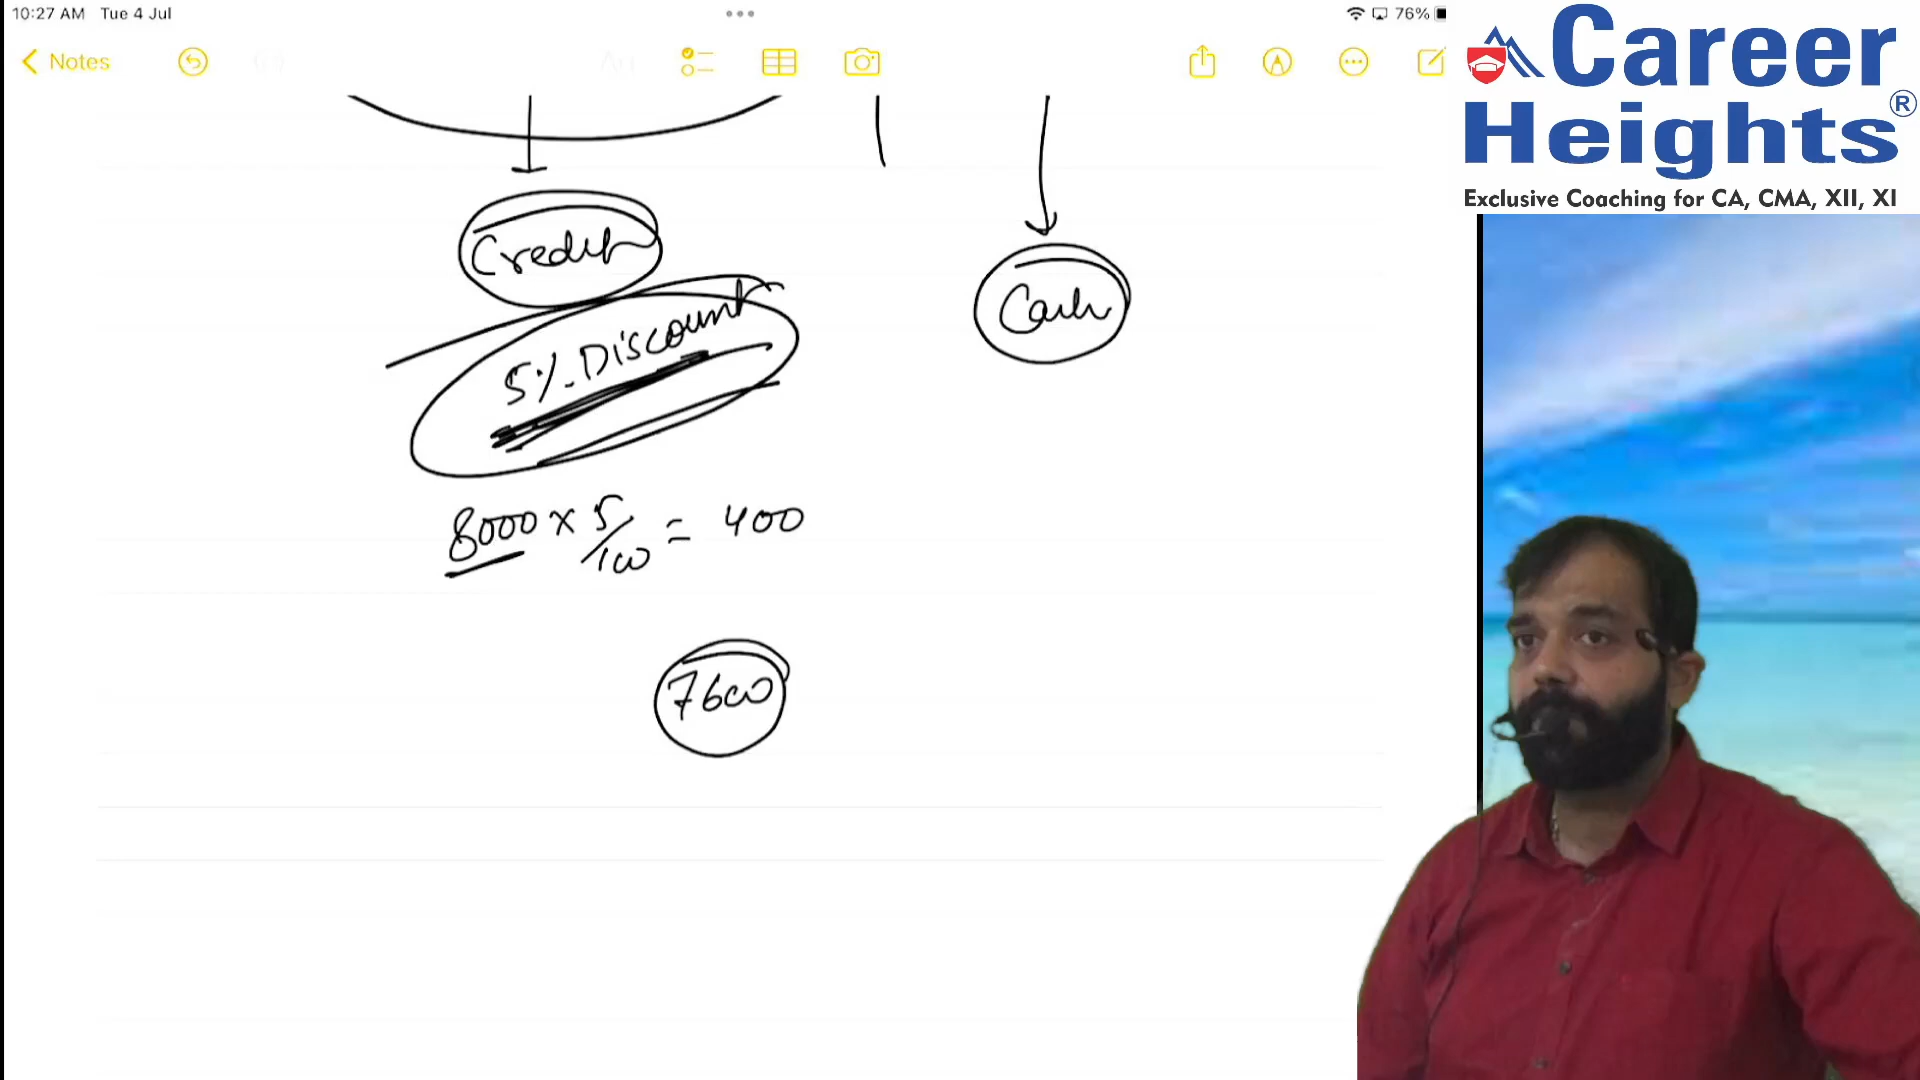 10:27 AM Tue 4 Jul
76%
Notes
Career
Heights®
Exclusive Coaching for CA, CMA, XII, XI
Credit
Cash
5% Discount
8000 x 5/100 = 400
7600